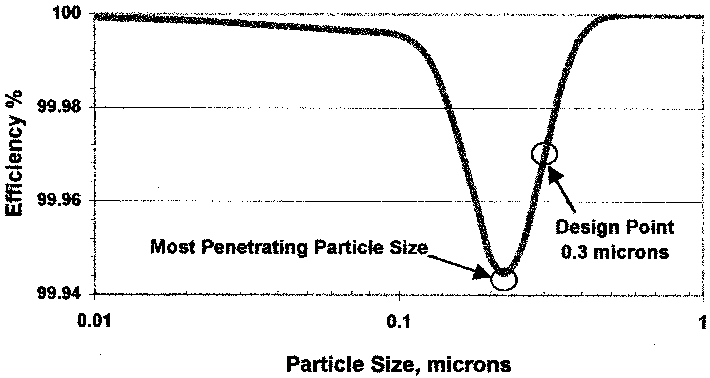 100
99.98
99.96
99.94
Efficiency %
Most Penetrating Particle Size
Design Point
0.3 microns
0.01
0.1
1
Particle Size, microns